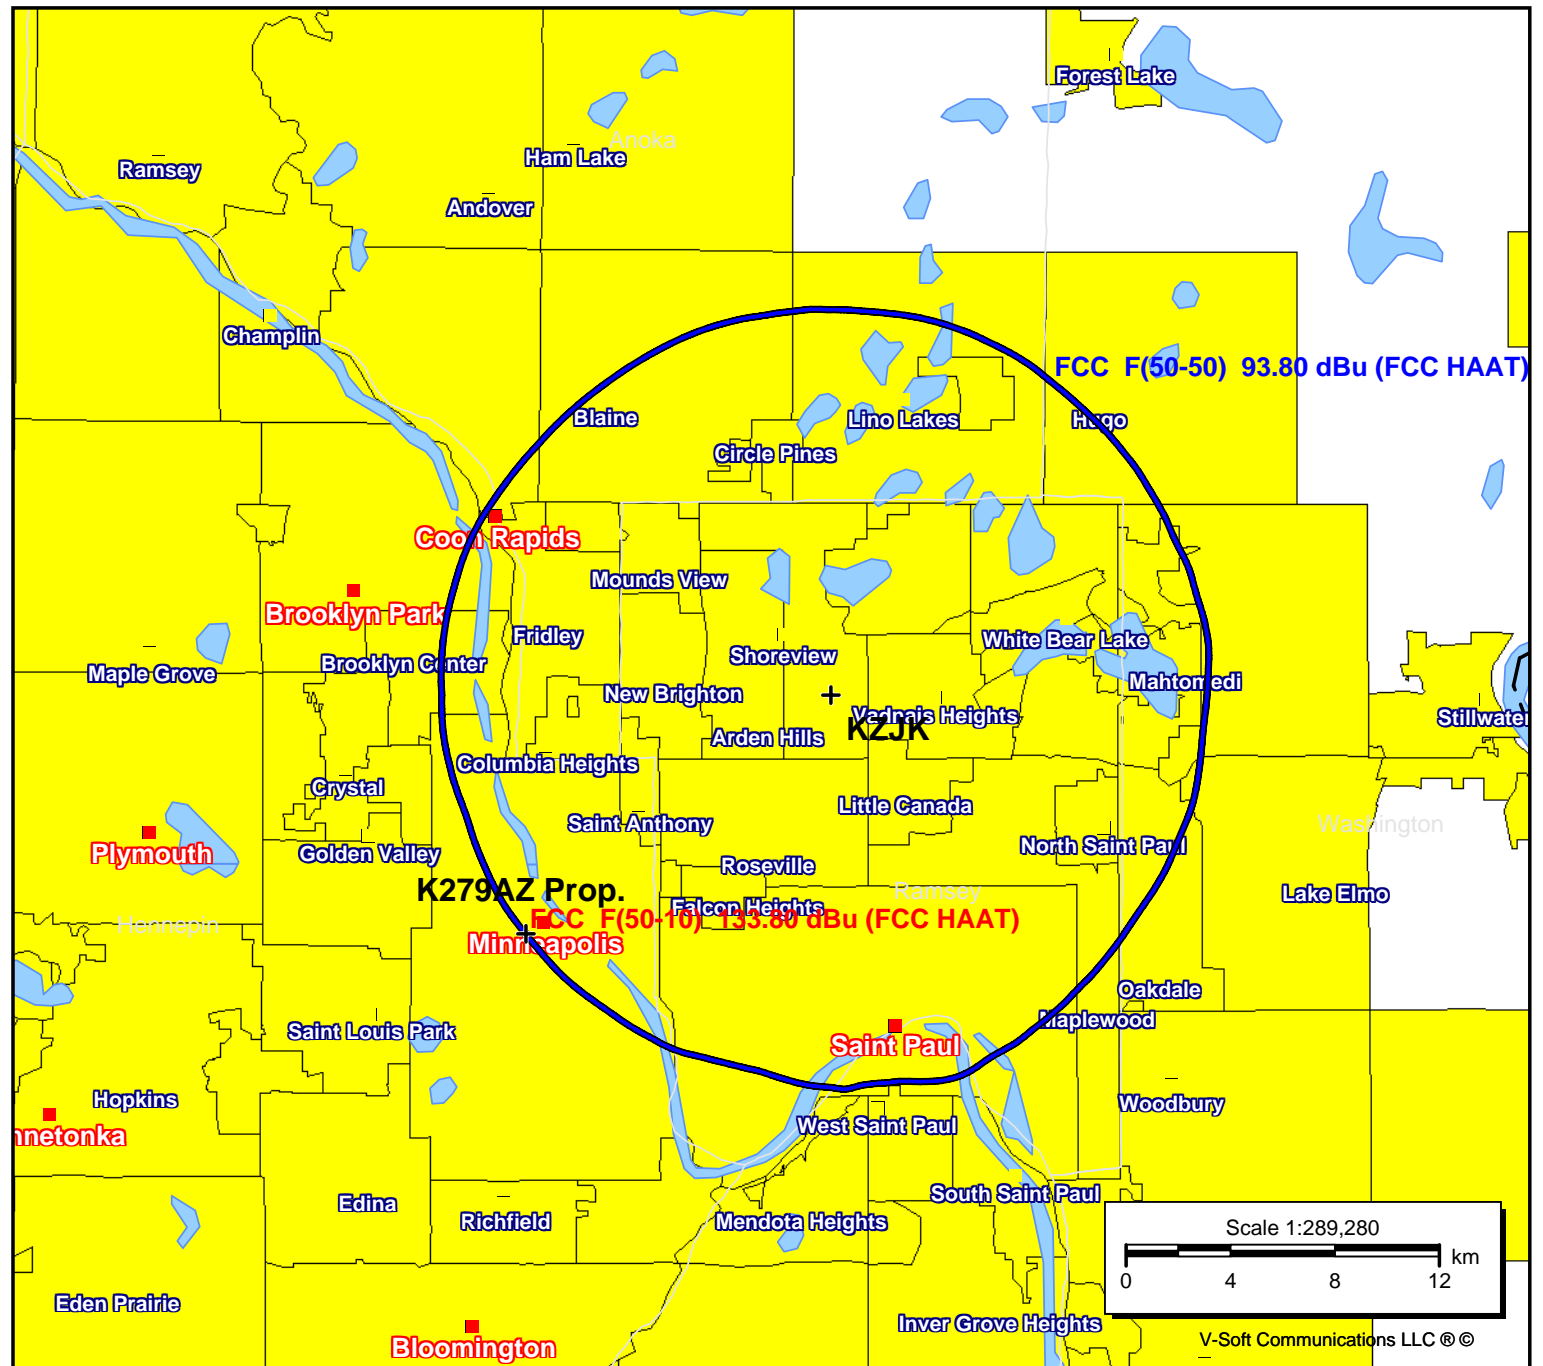 Forest Lake
Anoka
Ham Lake
Ramsey
Andover
Champlin
FCC F(50-50) 93.80 dBu (FCC HAAT)
Blaine
Lino Lakes
Hugo
Circle Pines
Coon Rapids
Mounds View
Brooklyn Park
Fridley
White Bear Lake
Shoreview
Brooklyn Center
Maple Grove
Mahtomedi
New Brighton
Vadnais Heights
Stillwater
KZJK
Arden Hills
Columbia Heights
Crystal
Little Canada
Saint Anthony
Washington
North Saint Paul
Plymouth
Golden Valley
Roseville
K279AZ Prop.
Ramsey
Lake Elmo
Falcon Heights
FCC F(50-10) 133.80 dBu (FCC HAAT)
Hennepin
Minneapolis
Oakdale
Maplewood
Saint Louis Park
Saint Paul
Hopkins
Woodbury
West Saint Paul
nnetonka
South Saint Paul
Edina
Richfield
Mendota Heights
Scale 1:289,280
km
0 4 8 12
Eden Prairie
Inver Grove Heights
V-Soft Communications LLC ® ©
Bloomington